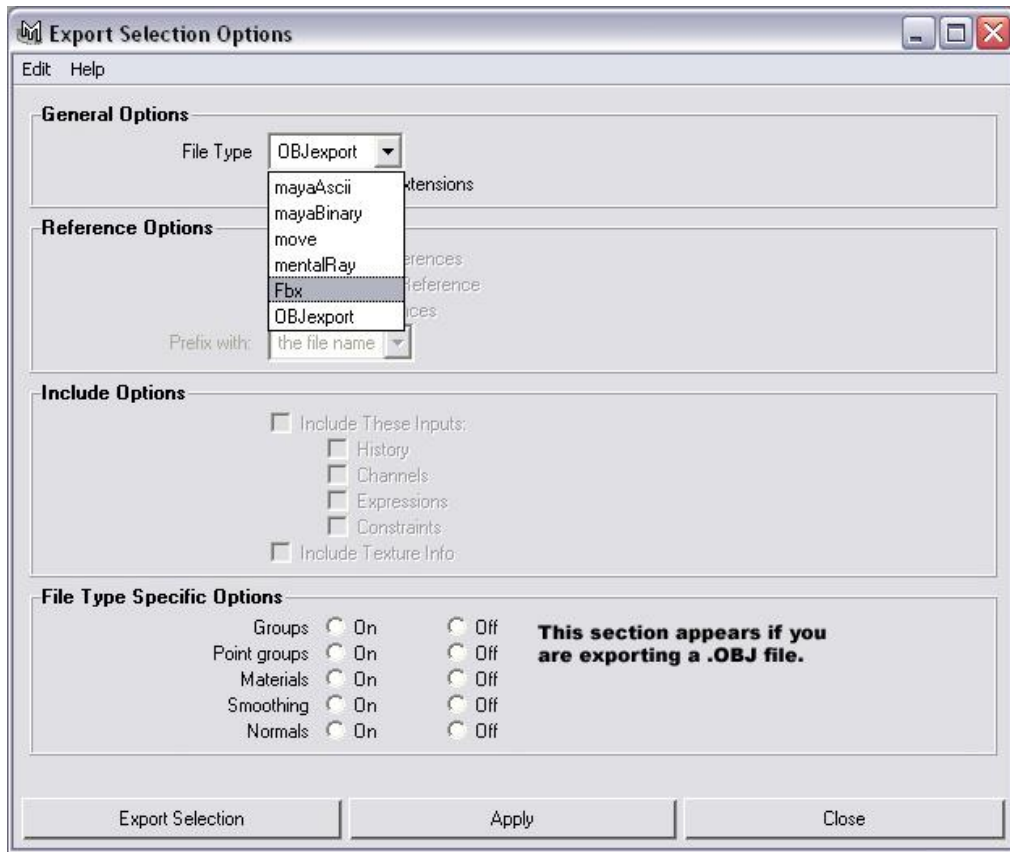 Export Selection Options
Edit Help
General Options
File Type OBJexport
mayaAscii
xtensions
mayaBinary
Reference Options
move
erences
mentalRay
Reference
Fbx
nces
OBJexport
Prefix with: the file name
Include Options
Include These Inputs:
History
Channels
Expressions
Constraints
Include Texture Info
File Type Specific Options
Groups On Off
This section appears if you
are exporting a .OBJ file.
Point groups On Off
Materials On Off
Smoothing On Off
Normals On Off
Export Selection Apply Close